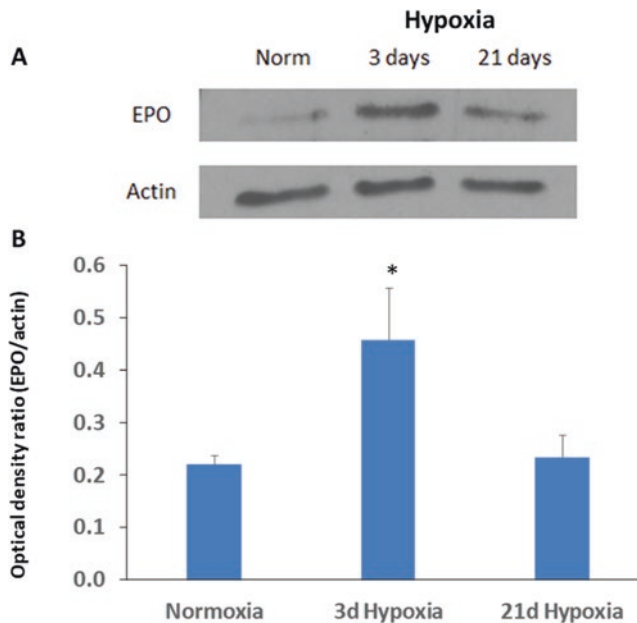 Hypoxia
A
Norm 3 days 21 days
EPO
Actin
B
Optical density ratio (EPO/actin)
0.6
0.5
0.4
0.3
0.2
0.1
0.0
*
Normoxia 3d Hypoxia 21d Hypoxia